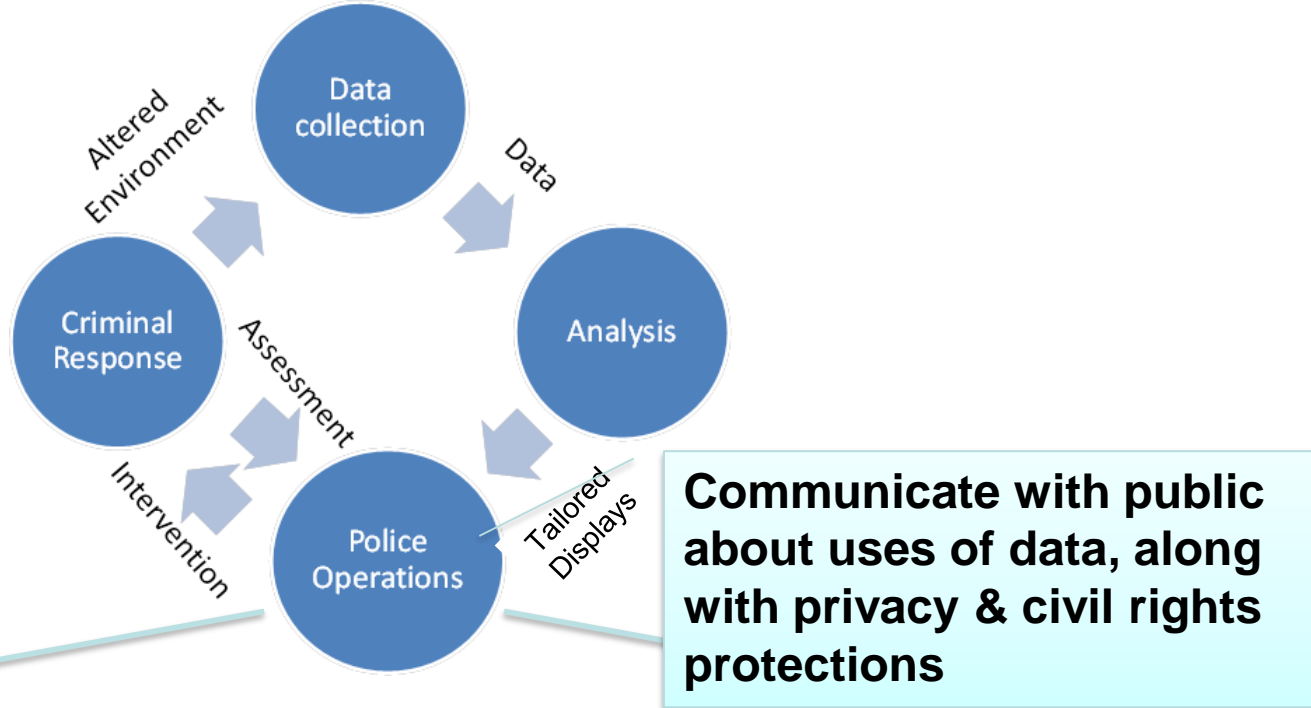 Data
collection
Altered
Environment
Data
Criminal
Response
Assessment
Analysis
Intervention
Police
Operations
Tailored
Displays
Communicate with public
about uses of data, along
with privacy & civil rights
protections